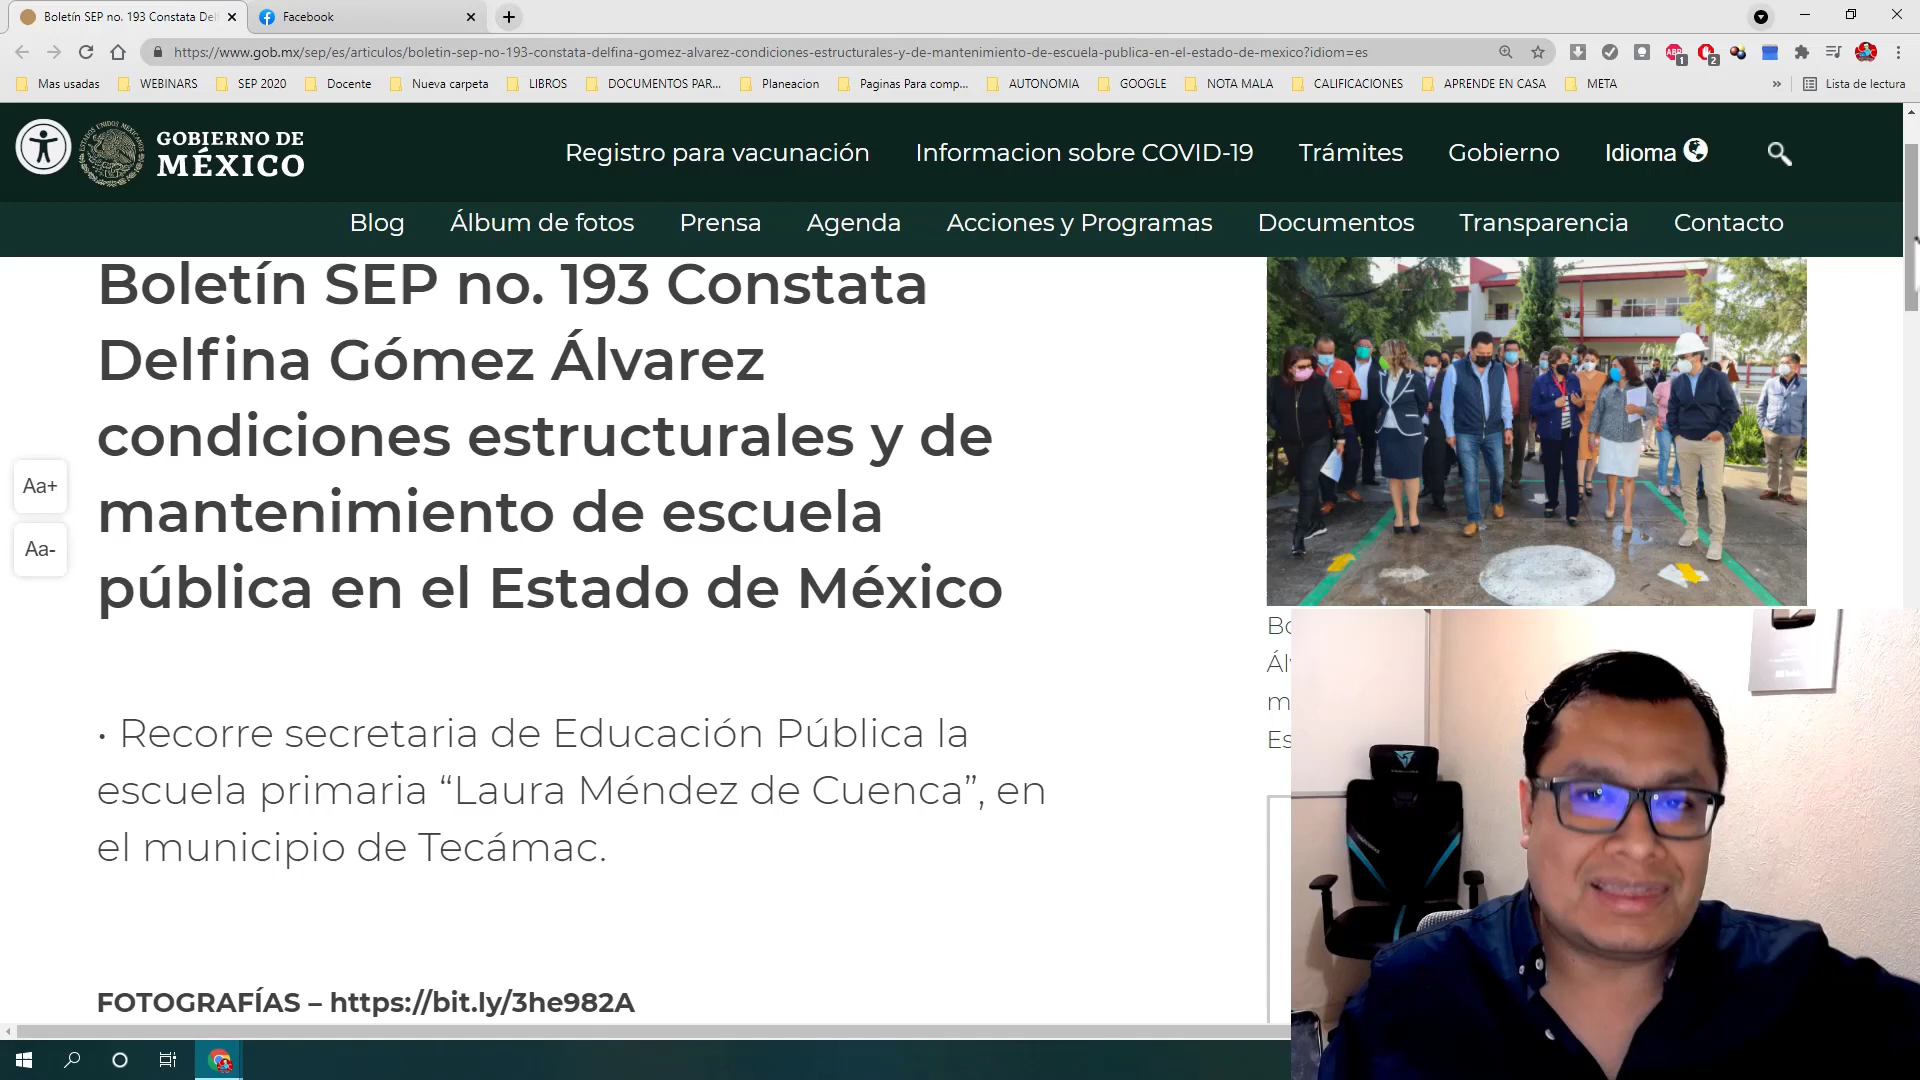 Boletín SEP no. 193 Constata Del
Facebook
https://www.gob.mx/sep/es/articulos/boletin-sep-no-193-constata-delfina-gomez-alvarez-condiciones-estructurales-y-de-mantenimiento-de-escuela-publica-en-el-estado-de-mexico?idiom=es
Mas usadas
WEBINARS
SEP 2020
Docente
Nueva carpeta
LIBROS
DOCUMENTOS PAR...
Planeacion
Paginas Para comp...
AUTONOMIA
GOOGLE
NOTA MALA
CALIFICACIONES
APRENDE EN CASA
META
»
Lista de lectura
GOBIERNO DE
MÉXICO
Registro para vacunación
Informacion sobre COVID-19
Trámites
Gobierno
Idioma
Blog
Álbum de fotos
Prensa
Agenda
Acciones y Programas
Documentos
Transparencia
Contacto
Boletín SEP no. 193 Constata
Delfina Gómez Álvarez
condiciones estructurales y de
mantenimiento de escuela
pública en el Estado de México
Aa+
Aa-
• Recorre secretaria de Educación Pública la
escuela primaria “Laura Méndez de Cuenca”, en
el municipio de Tecámac.
FOTOGRAFÍAS – https://bit.ly/3he982A